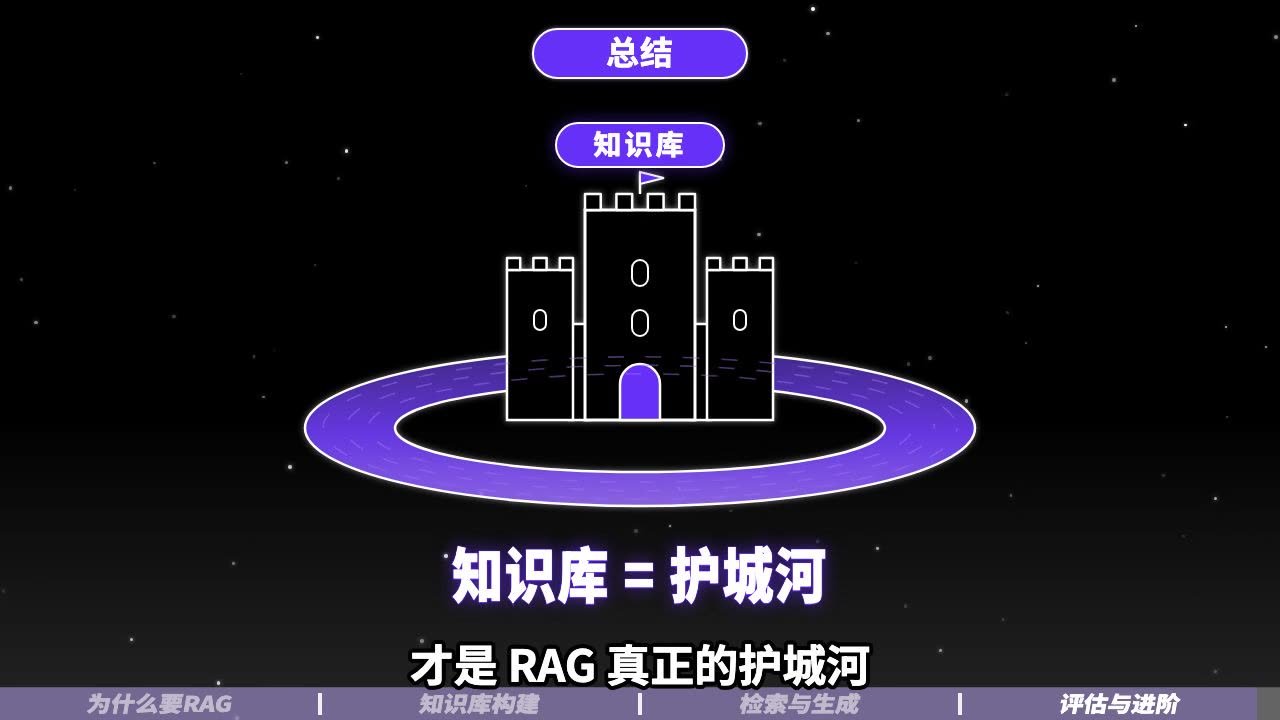 总结
知识库
知识库 = 护城河
才是 RAG 真正的护城河
为什么要RAG
知识库构建
检索与生成
评估与进阶